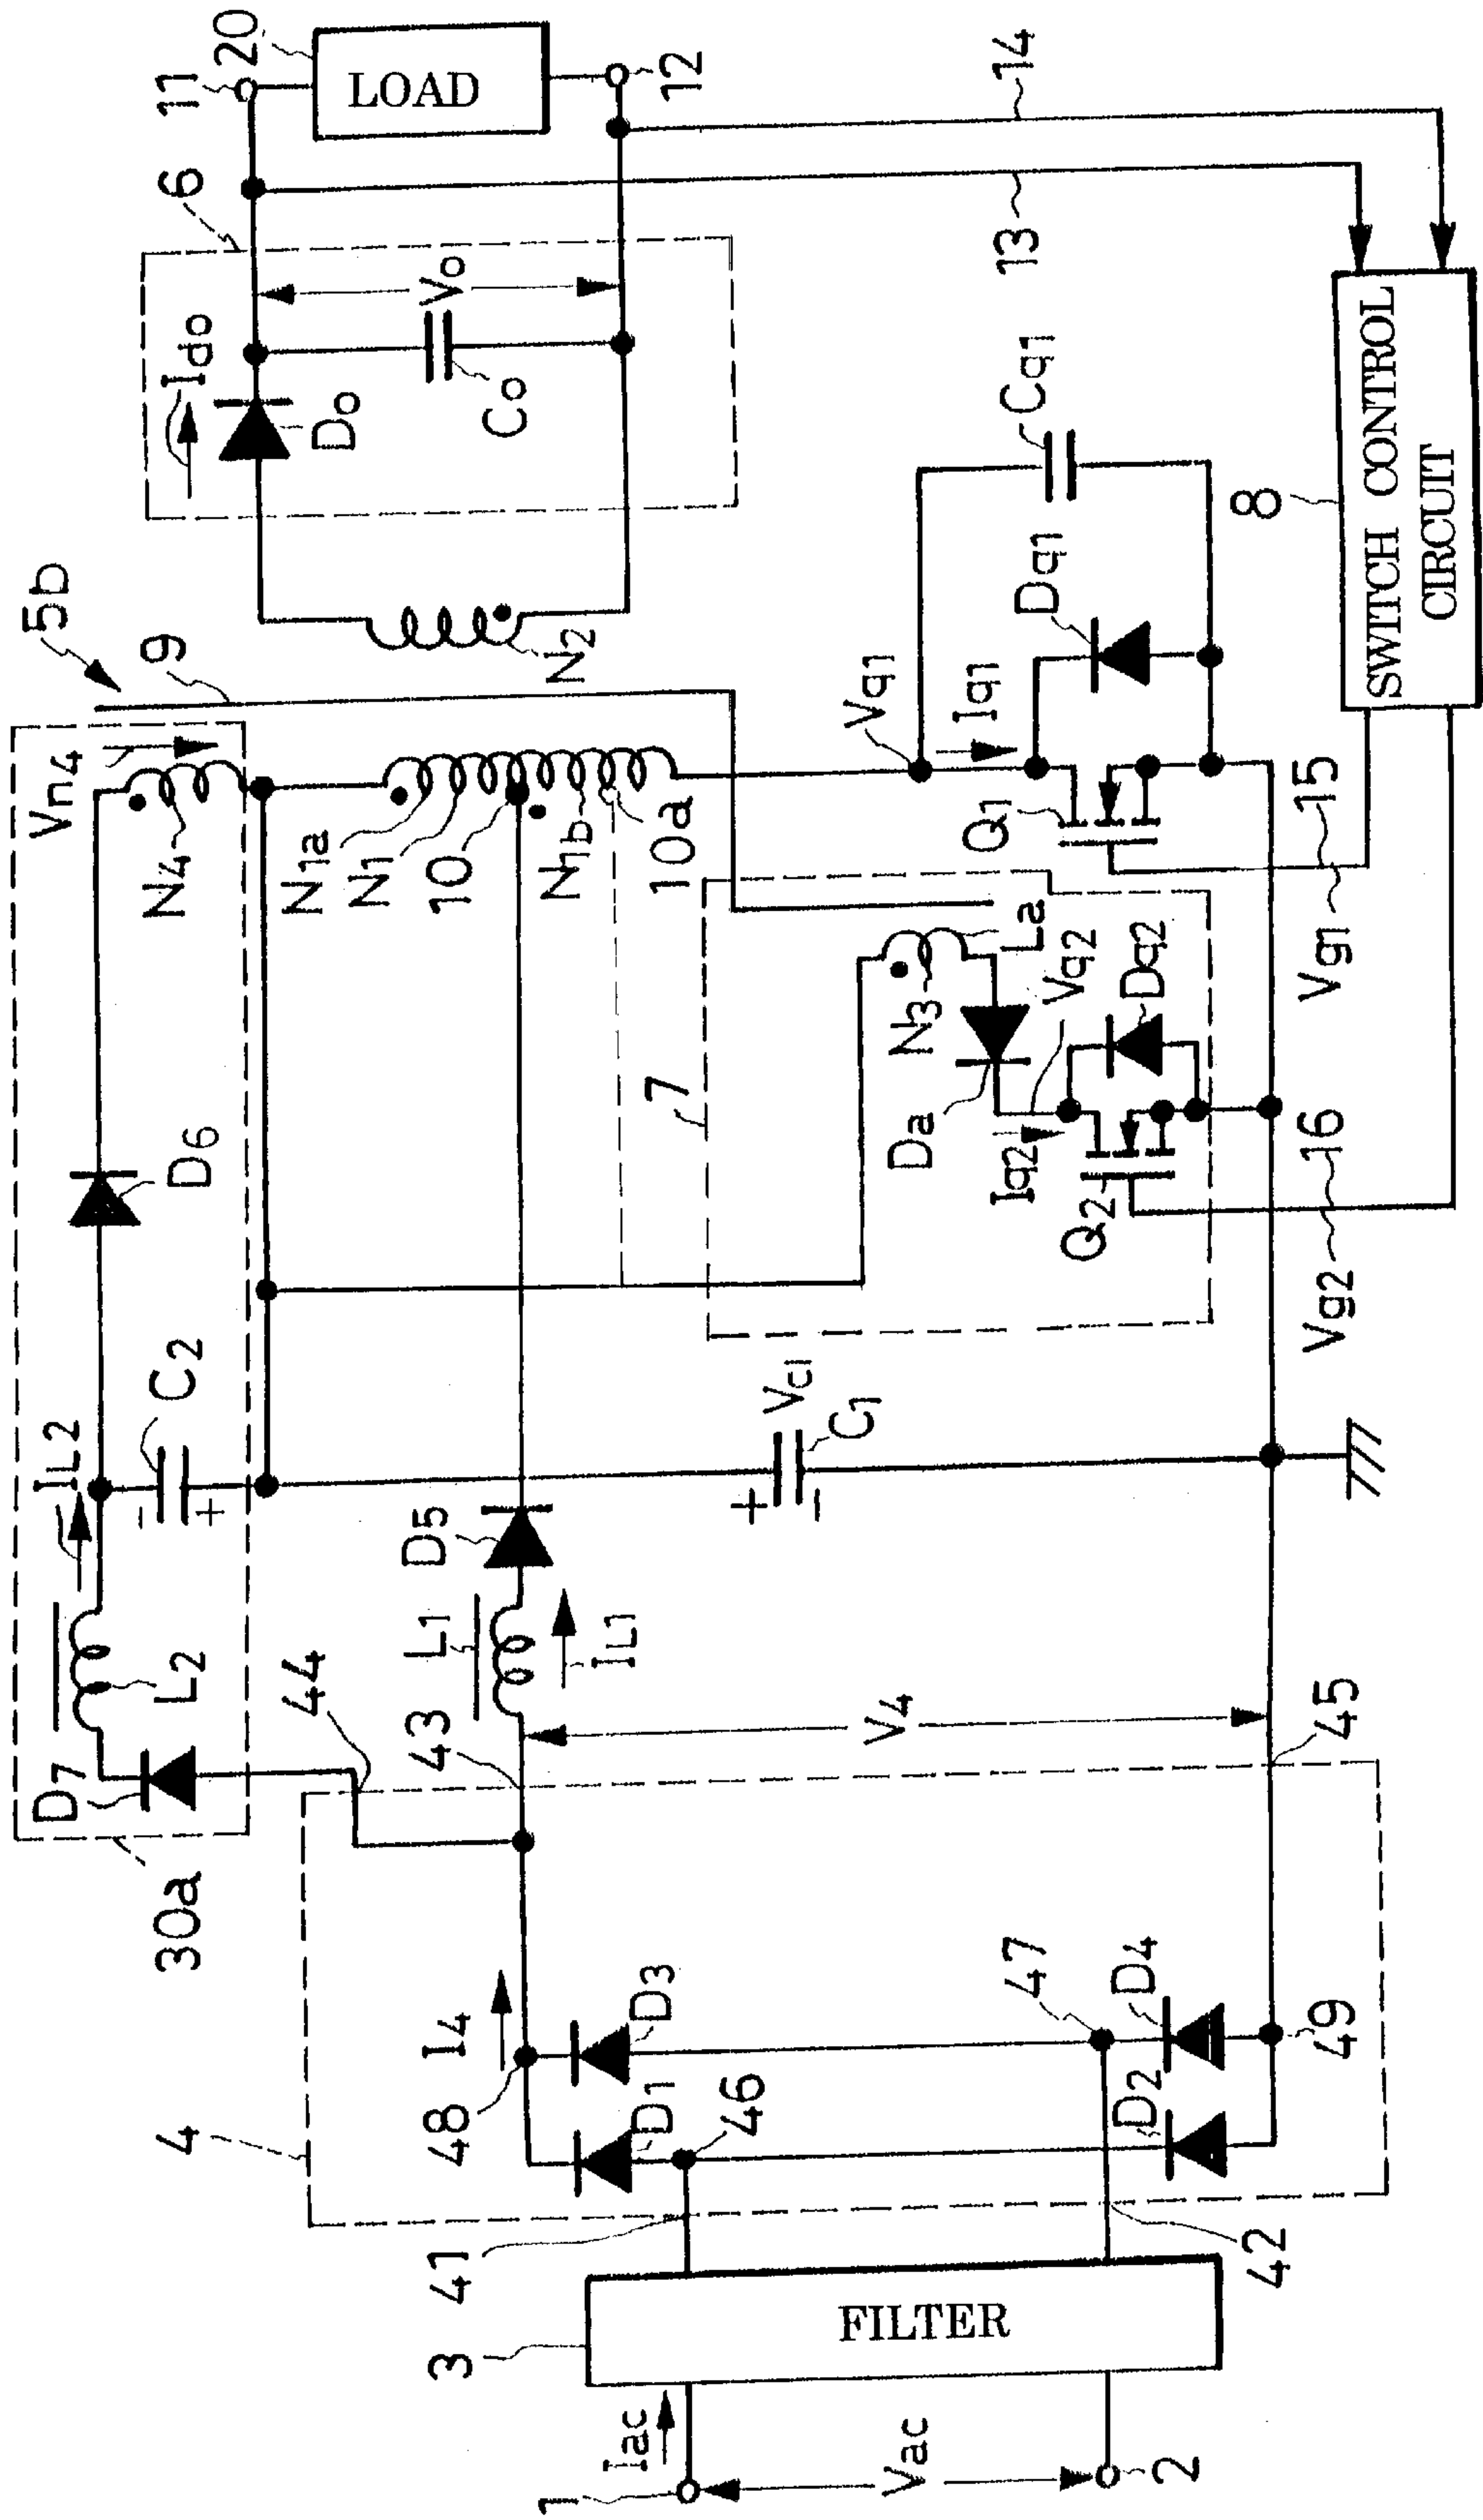 30a
D7
L2
IL2
C2
D6
N4
Vn4
5b
9
44
4
48
I4
43
L1
D5
IL1
N1a
N1
10
N1b
10a
N2
6
Ido
Do
Co
Vo
11
20
LOAD
12
1
Iac
Vac
2
3
FILTER
41
42
D1
46
D3
D2
47
D4
49
V4
45
Vc1
C1
7
N3
La
Da
Iq2
Vq2
Q2
Dq2
Vg2
16
Vq1
Iq1
Q1
Dq1
Cq1
Vg1
15
8
SWITCH CONTROL
CIRCUIT
13
14
+
-
-
+